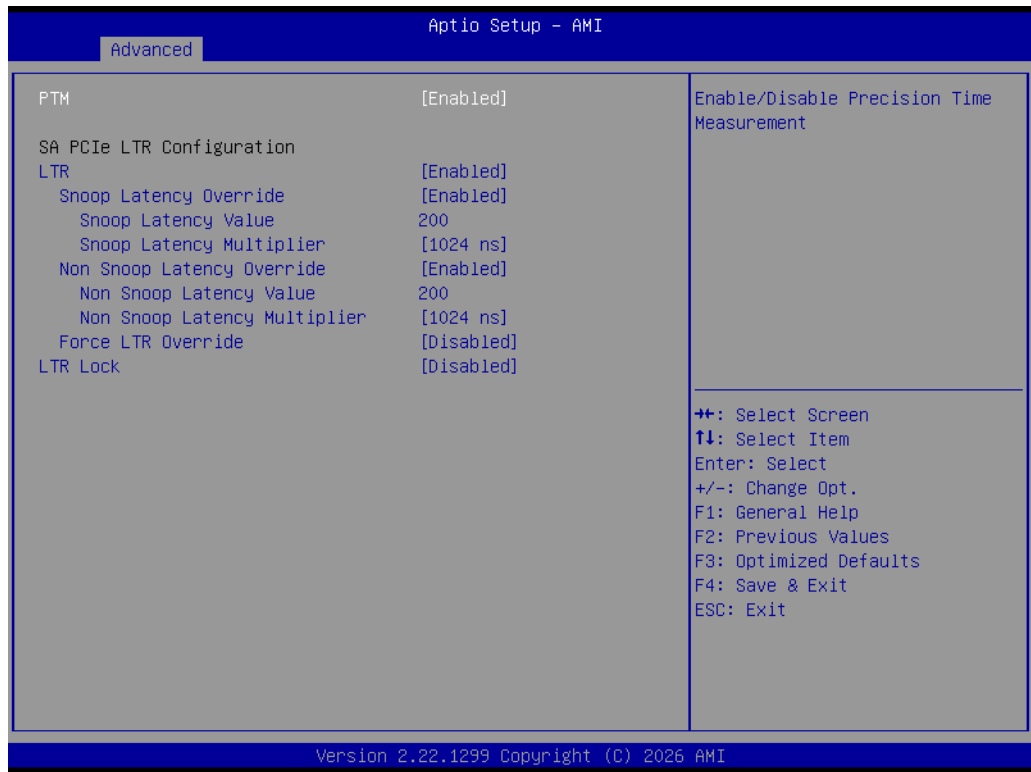 Aptio Setup – AMI
Advanced
PTM [Enabled]
SA PCIe LTR Configuration
LTR [Enabled]
Snoop Latency Override [Enabled]
Snoop Latency Value 200
Snoop Latency Multiplier [1024 ns]
Non Snoop Latency Override [Enabled]
Non Snoop Latency Value 200
Non Snoop Latency Multiplier [1024 ns]
Force LTR Override [Disabled]
LTR Lock [Disabled]
Enable/Disable Precision Time
Measurement
→←: Select Screen
↑↓: Select Item
Enter: Select
+/-: Change Opt.
F1: General Help
F2: Previous Values
F3: Optimized Defaults
F4: Save & Exit
ESC: Exit
Version 2.22.1299 Copyright (C) 2026 AMI